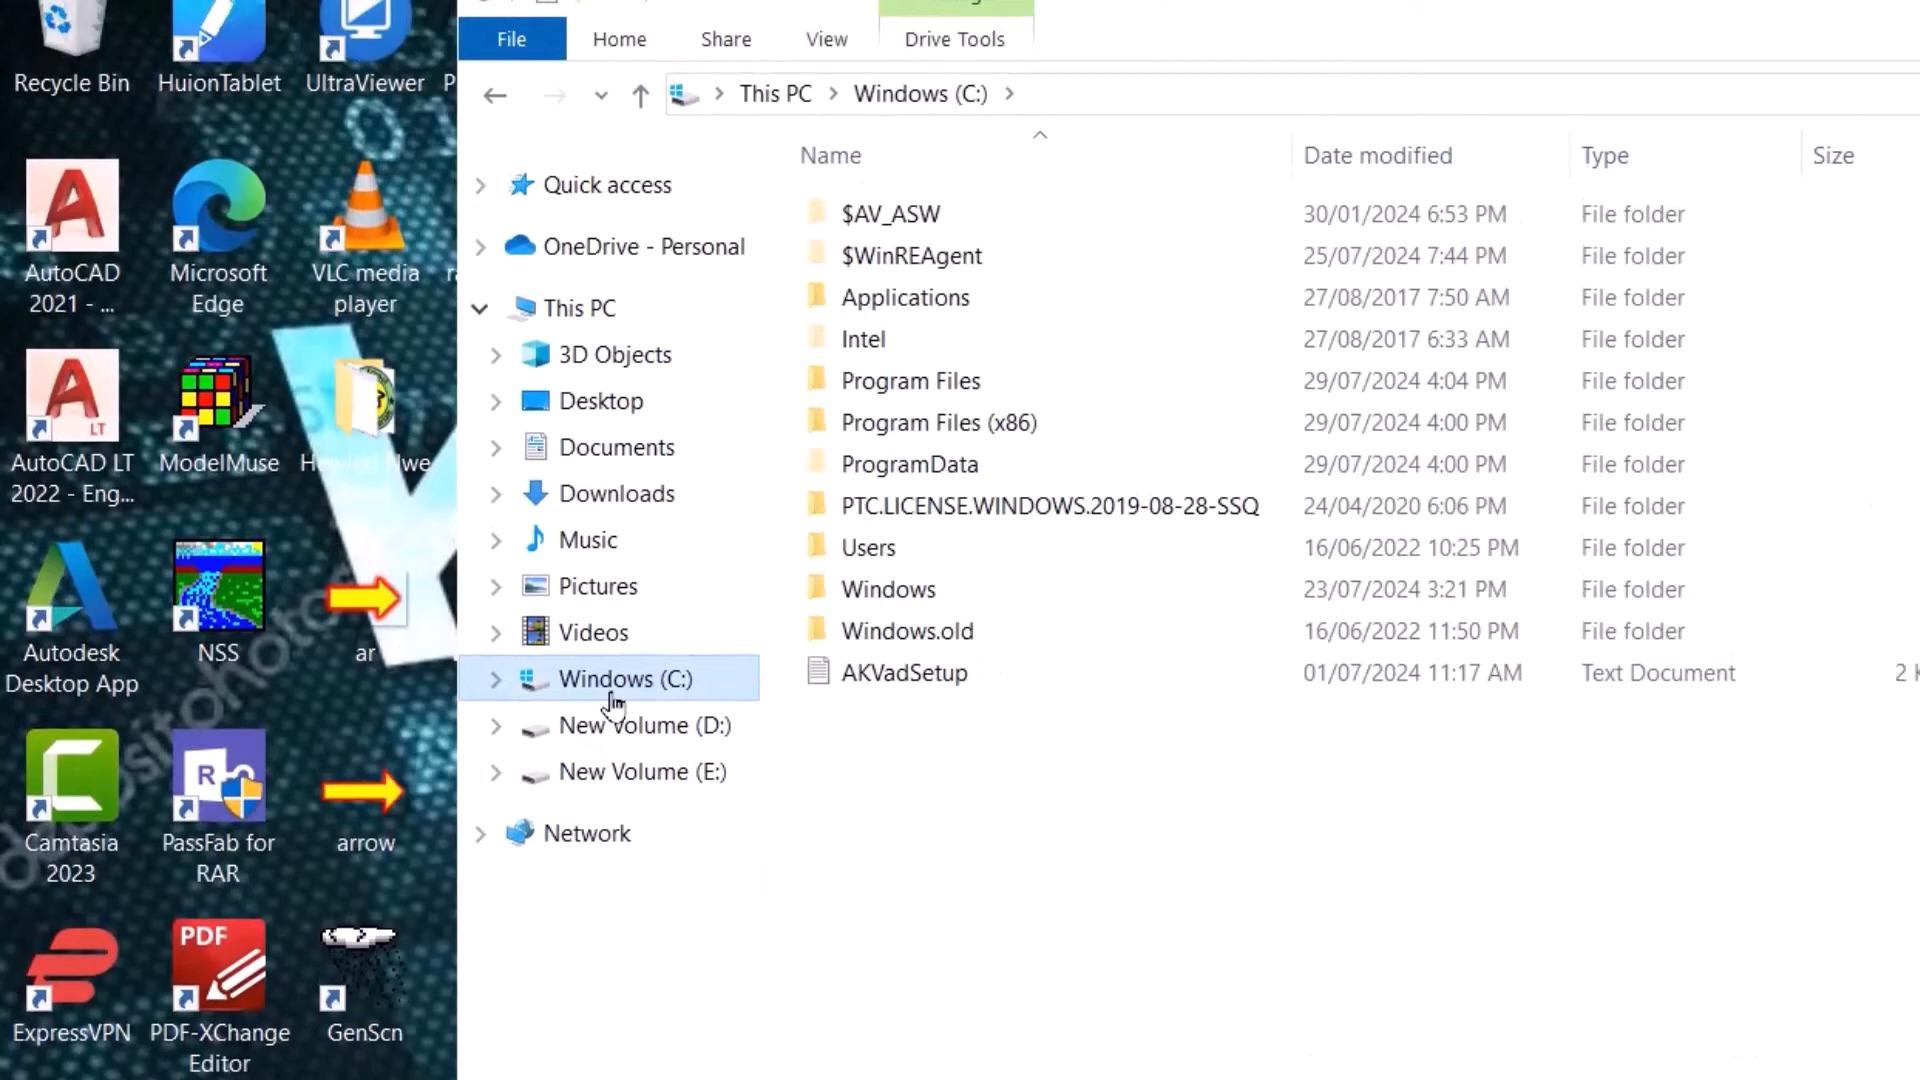 Recycle Bin
HuionTablet
UltraViewer
AutoCAD
2021 - ...
Microsoft
Edge
VLC media
player
AutoCAD LT
2022 - Eng...
ModelMuse
Autodesk
Desktop App
NSS
ar
Camtasia
2023
PassFab for
RAR
arrow
ExpressVPN
PDF-XChange
Editor
GenScn
File
Home
Share
View
Drive Tools
This PC > Windows (C:) >
Quick access
OneDrive - Personal
This PC
3D Objects
Desktop
Documents
Downloads
Music
Pictures
Videos
Windows (C:)
New Volume (D:)
New Volume (E:)
Network
Name Date modified Type Size
$AV_ASW 30/01/2024 6:53 PM File folder
$WinREAgent 25/07/2024 7:44 PM File folder
Applications 27/08/2017 7:50 AM File folder
Intel 27/08/2017 6:33 AM File folder
Program Files 29/07/2024 4:04 PM File folder
Program Files (x86) 29/07/2024 4:00 PM File folder
ProgramData 29/07/2024 4:00 PM File folder
PTC.LICENSE.WINDOWS.2019-08-28-SSQ 24/04/2020 6:06 PM File folder
Users 16/06/2022 10:25 PM File folder
Windows 23/07/2024 3:21 PM File folder
Windows.old 16/06/2022 11:50 PM File folder
AKVadSetup 01/07/2024 11:17 AM Text Document 2